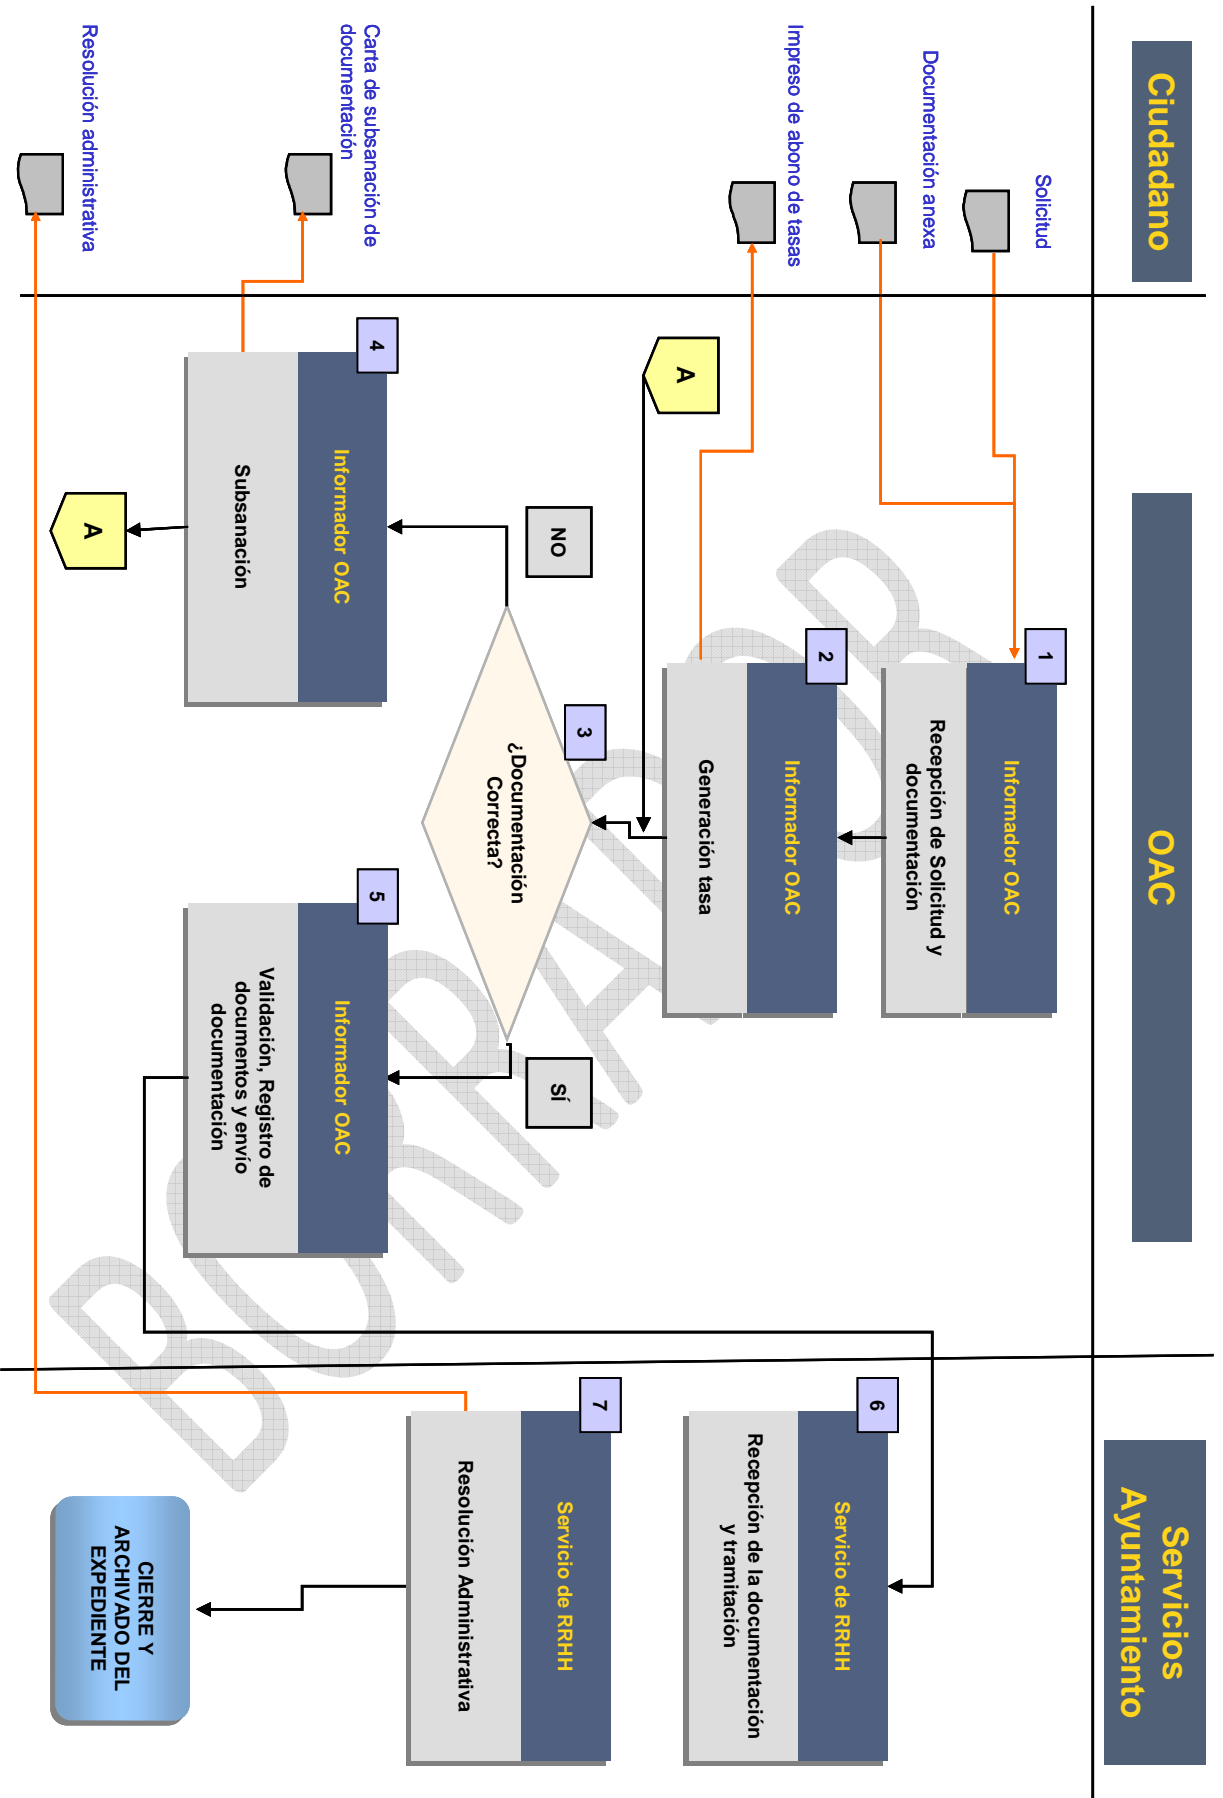 Ciudadano
OAC
Servicios
Ayuntamiento
Solicitud
Documentación anexa
Impreso de abono de tasas
Carta de subsanación de
documentación
Resolución administrativa
1
Informador OAC
Recepción de Solicitud y
documentación
2
Informador OAC
Generación tasa
A
3
¿Documentación
Correcta?
NO
SÍ
4
Informador OAC
Subsanación
A
5
Informador OAC
Validación, Registro de
documentos y envío
documentación
6
Servicio de RRHH
Recepción de la documentación
y tramitación
7
Servicio de RRHH
Resolución Administrativa
CIERRE Y
ARCHIVADO DEL
EXPEDIENTE
BORRADOR